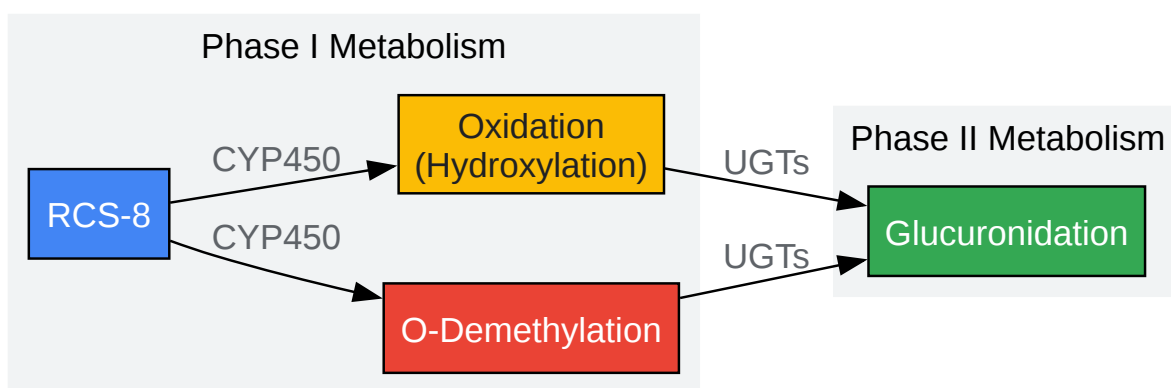 Phase I Metabolism
RCS-8
CYP450
Oxidation
(Hydroxylation)
CYP450
O-Demethylation
UGTs
UGTs
Phase II Metabolism
Glucuronidation